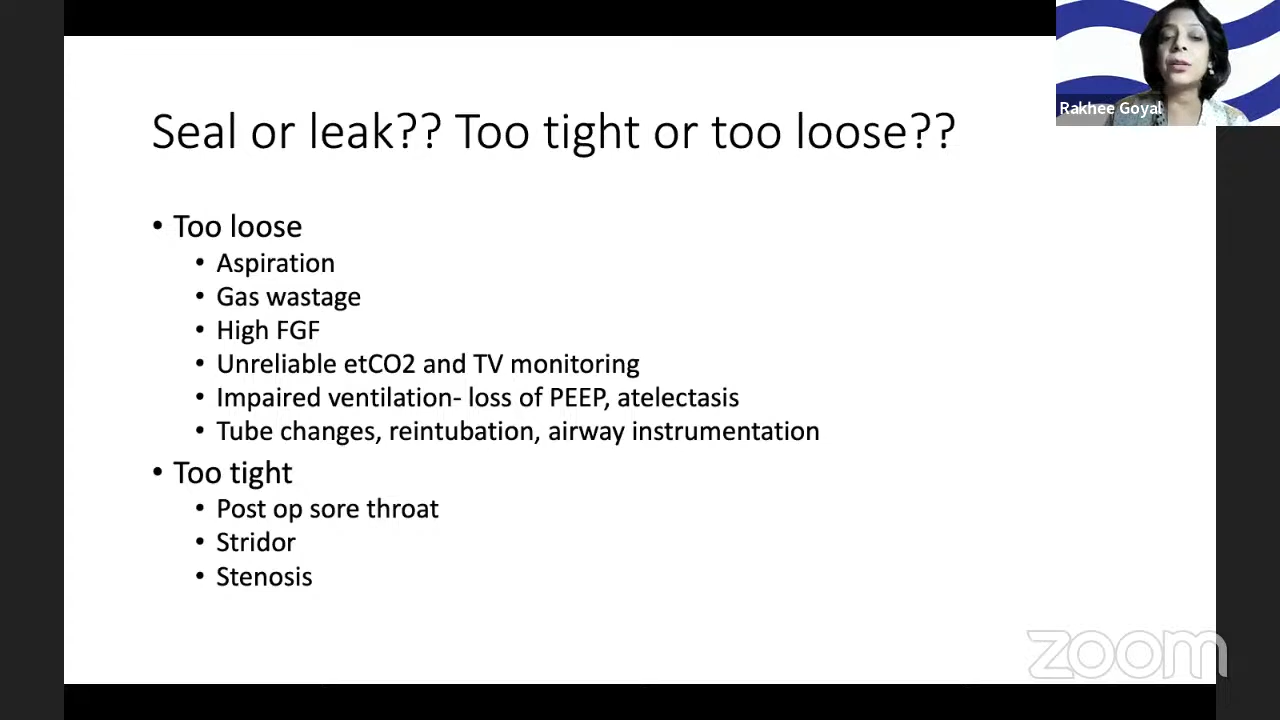 Rakhee Goyal
Seal or leak?? Too tight or too loose??
• Too loose
• Aspiration
• Gas wastage
• High FGF
• Unreliable etCO2 and TV monitoring
• Impaired ventilation- loss of PEEP, atelectasis
• Tube changes, reintubation, airway instrumentation
• Too tight
• Post op sore throat
• Stridor
• Stenosis
zoom